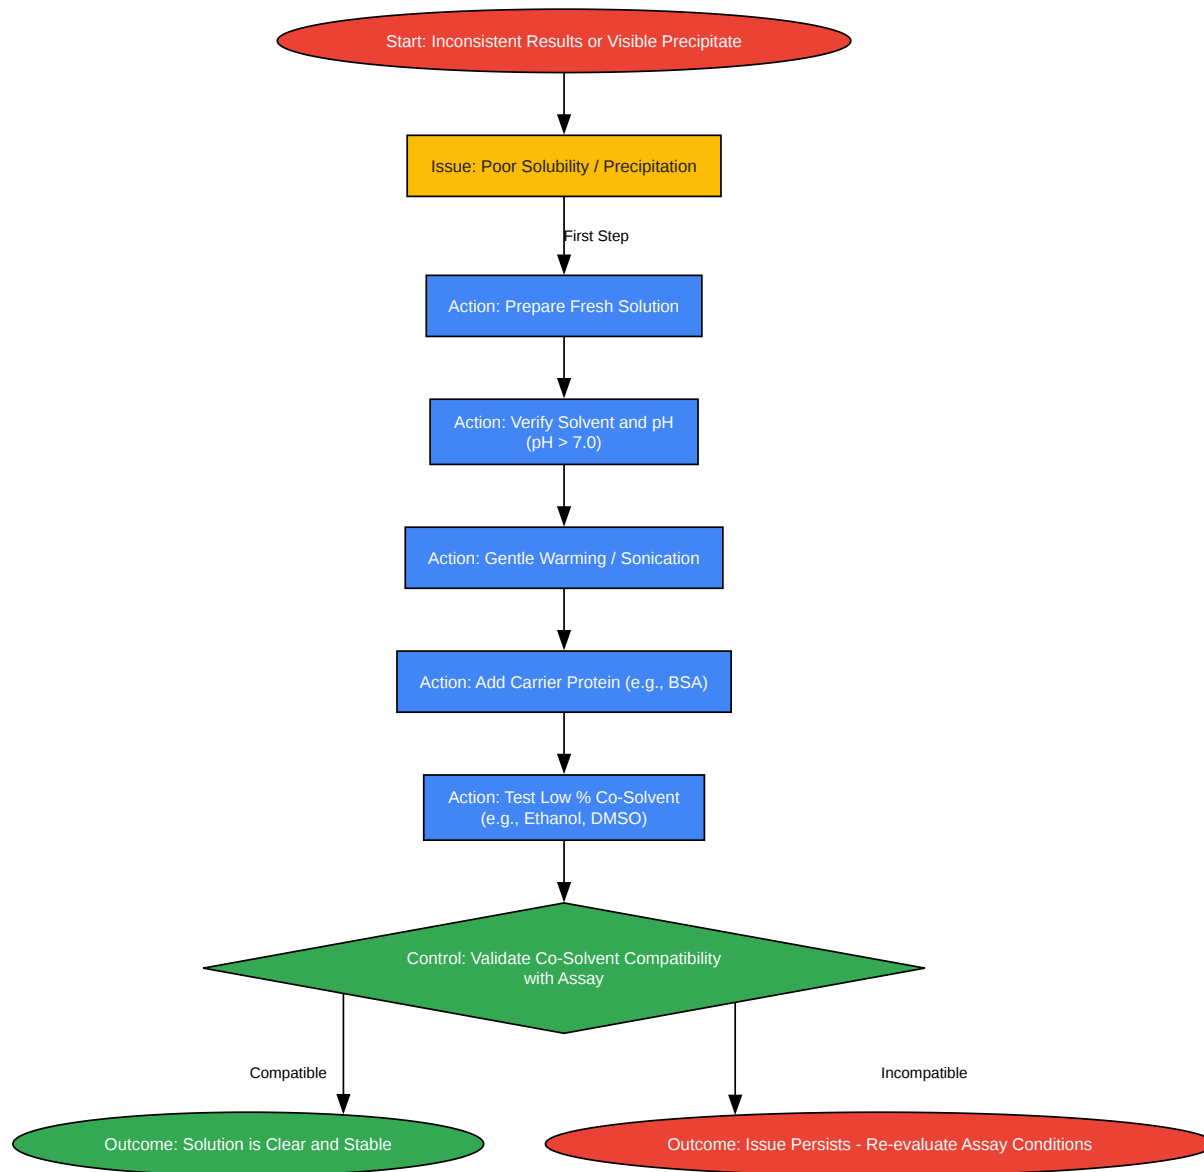 Start: Inconsistent Results or Visible Precipitate
Issue: Poor Solubility / Precipitation
First Step
Action: Prepare Fresh Solution
Action: Verify Solvent and pH
(pH > 7.0)
Action: Gentle Warming / Sonication
Action: Add Carrier Protein (e.g., BSA)
Action: Test Low % Co-Solvent
(e.g., Ethanol, DMSO)
Control: Validate Co-Solvent Compatibility
with Assay
Compatible
Incompatible
Outcome: Solution is Clear and Stable
Outcome: Issue Persists - Re-evaluate Assay Conditions